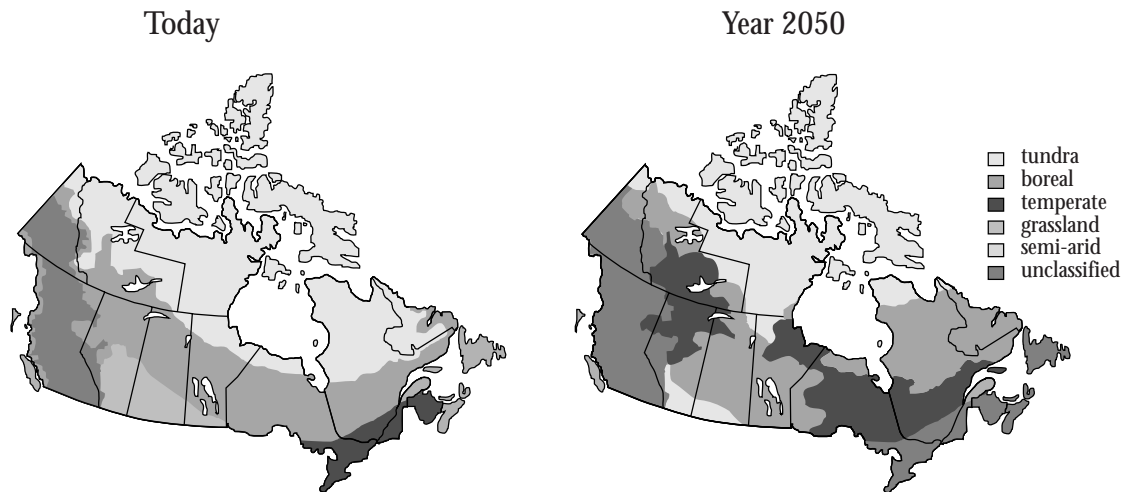 Today
Year 2050
tundra
boreal
temperate
grassland
semi-arid
unclassified